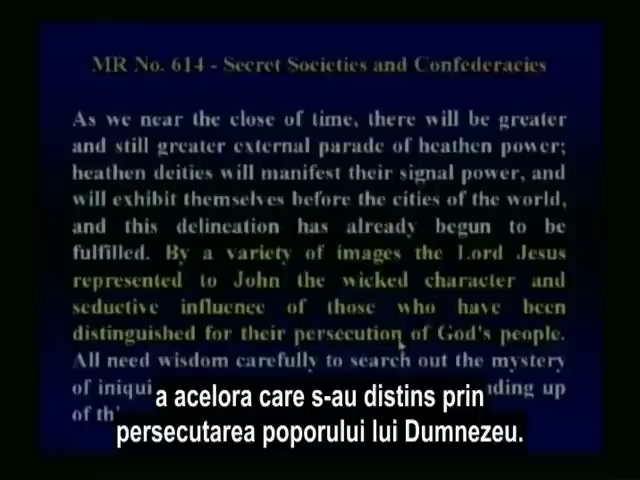 MR No. 614 - Secret Societies and Confederacies
As we near the close of time, there will be greater
and still greater external parade of heathen power;
heathen deities will manifest their signal power, and
will exhibit themselves before the cities of the world,
and this delineation has already begun to be
fulfilled. By a variety of images the Lord Jesus
represented to John the wicked character and
seductive influence of those who have been
distinguished for their persecution of God's people.
All need wisdom carefully to search out the mystery
of
of
a acelora care s-au distins prin
persecutarea poporului lui Dumnezeu.